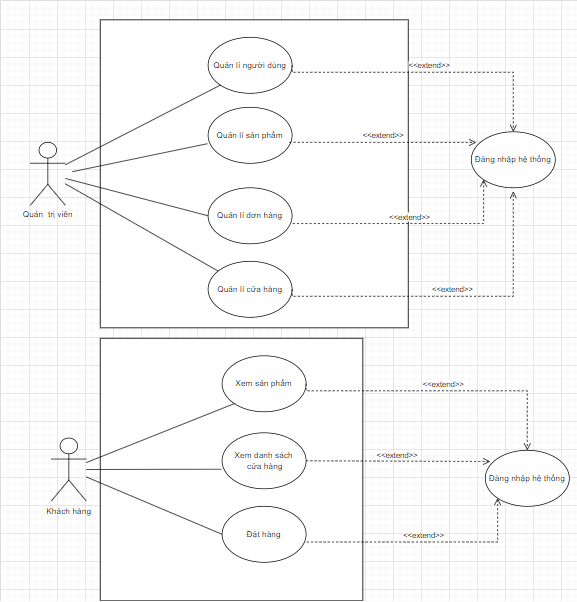 Quản lí người dùng
<<extend>>
Quản lí sản phẩm
<<extend>>
Đăng nhập hệ thống
Quản trị viên
Quản lí đơn hàng
<<extend>>
Quản lí cửa hàng
<<extend>>
Xem sản phẩm
<<extend>>
Xem danh sách
cửa hàng
<<extend>>
Đăng nhập hệ thống
Khách hàng
Đặt hàng
<<extend>>